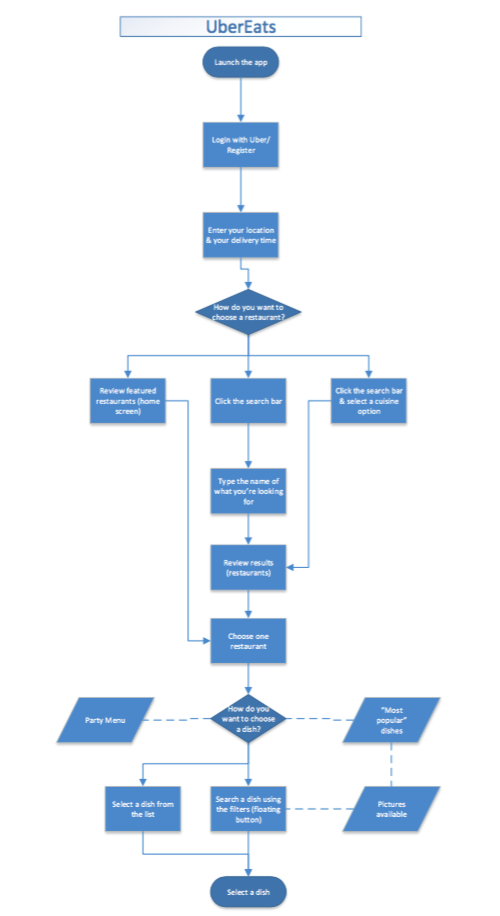 UberEats
Launch the app
Login with Uber/
Register
Enter your location
& your delivery time
How do you want to
choose a restaurant?
Review featured
restaurants (home
screen)
Click the search bar
Click the search bar
& select a cuisine
option
Type the name of
what you're looking
for
Review results
(restaurants)
Choose one
restaurant
How do you
want to choose
a dish?
Party Menu
"Most
popular"
dishes
Select a dish from
the list
Search a dish using
the filters (floating
button)
Pictures
available
Select a dish